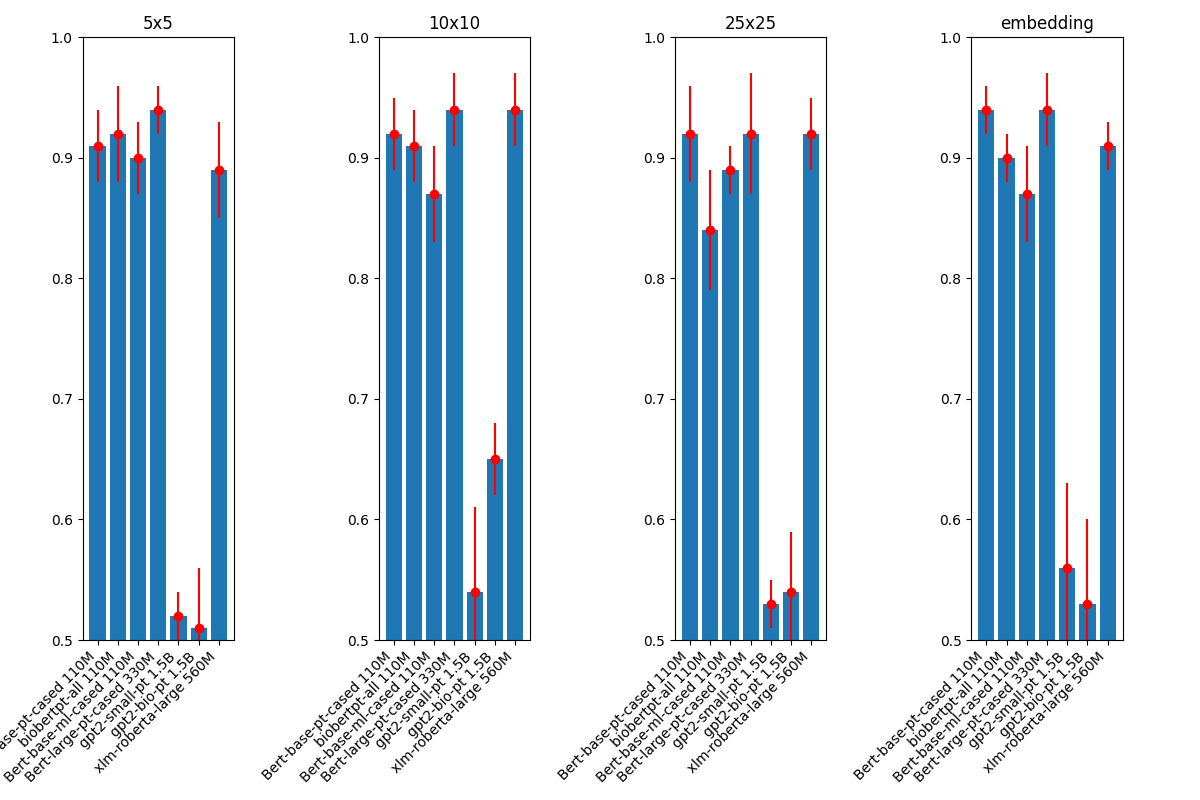 5x5
10x10
25x25
embedding
1.0
0.9
0.8
0.7
0.6
0.5
1.0
0.9
0.8
0.7
0.6
0.5
1.0
0.9
0.8
0.7
0.6
0.5
1.0
0.9
0.8
0.7
0.6
0.5
ase-pt-cased 110M
biobertpt-all 110M
Bert-base-ml-cased 110M
Bert-large-pt-cased 330M
gpt2-small-pt 1.5B
gpt2-bio-pt 1.5B
xlm-roberta-large 560M
Bert-base-pt-cased 110M
biobertpt-all 110M
Bert-base-ml-cased 110M
Bert-large-pt-cased 330M
gpt2-small-pt 1.5B
gpt2-bio-pt 1.5B
xlm-roberta-large 560M
Bert-base-pt-cased 110M
biobertpt-all 110M
Bert-base-ml-cased 110M
Bert-large-pt-cased 330M
gpt2-small-pt 1.5B
gpt2-bio-pt 1.5B
xlm-roberta-large 560M
Bert-base-pt-cased 110M
biobertpt-all 110M
Bert-base-ml-cased 110M
Bert-large-pt-cased 330M
gpt2-small-pt 1.5B
gpt2-bio-pt 1.5B
xlm-roberta-large 560M